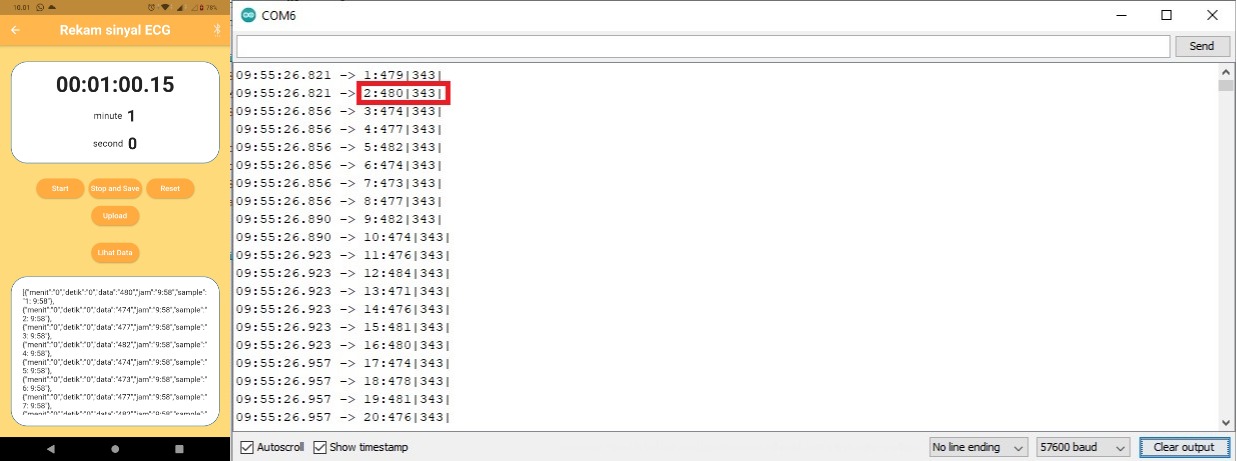 10.01 78%
Rekam sinyal ECG
00:01:00.15
minute 1
second 0
Start Stop and Save Reset
Upload
Lihat Data
[{"menit":"0","detik":"0","data":"480","jam":"9:58","sample":
"1: 9:58"},
{"menit":"0","detik":"0","data":"474","jam":"9:58","sample":"
2: 9:58"},
{"menit":"0","detik":"0","data":"477","jam":"9:58","sample":"
3: 9:58"},
{"menit":"0","detik":"0","data":"482","jam":"9:58","sample":"
4: 9:58"},
{"menit":"0","detik":"0","data":"474","jam":"9:58","sample":"
5: 9:58"},
{"menit":"0","detik":"0","data":"473","jam":"9:58","sample":"
6: 9:58"},
{"menit":"0","detik":"0","data":"477","jam":"9:58","sample":"
7: 9:58"},
{"menit":"0","detik":"0","data":"482","jam":"9:58","sample":"
COM6
Send
09:55:26.821 -> 1:479|343|
09:55:26.821 -> 2:480|343|
09:55:26.856 -> 3:474|343|
09:55:26.856 -> 4:477|343|
09:55:26.856 -> 5:482|343|
09:55:26.856 -> 6:474|343|
09:55:26.856 -> 7:473|343|
09:55:26.856 -> 8:477|343|
09:55:26.890 -> 9:482|343|
09:55:26.890 -> 10:474|343|
09:55:26.923 -> 11:476|343|
09:55:26.923 -> 12:484|343|
09:55:26.923 -> 13:471|343|
09:55:26.923 -> 14:476|343|
09:55:26.923 -> 15:481|343|
09:55:26.923 -> 16:480|343|
09:55:26.957 -> 17:474|343|
09:55:26.957 -> 18:478|343|
09:55:26.957 -> 19:481|343|
09:55:26.957 -> 20:476|343|
Autoscroll Show timestamp No line ending 57600 baud Clear output